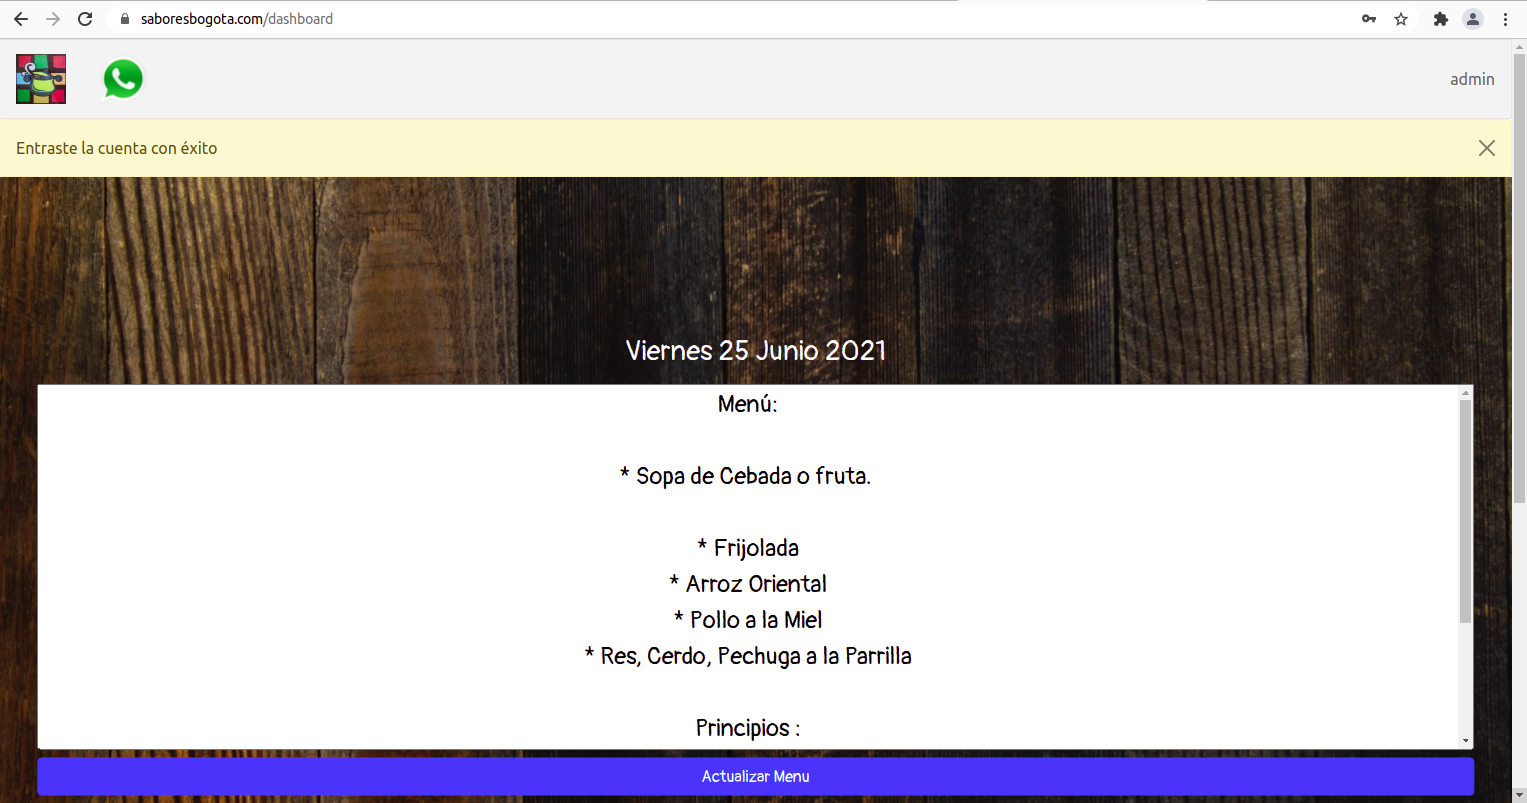 saboresbogota.com/dashboard
admin
Entraste la cuenta con éxito
Viernes 25 Junio 2021
Menú:
* Sopa de Cebada o fruta.
* Frijolada
* Arroz Oriental
* Pollo a la Miel
* Res, Cerdo, Pechuga a la Parrilla
Principios :
Actualizar Menu